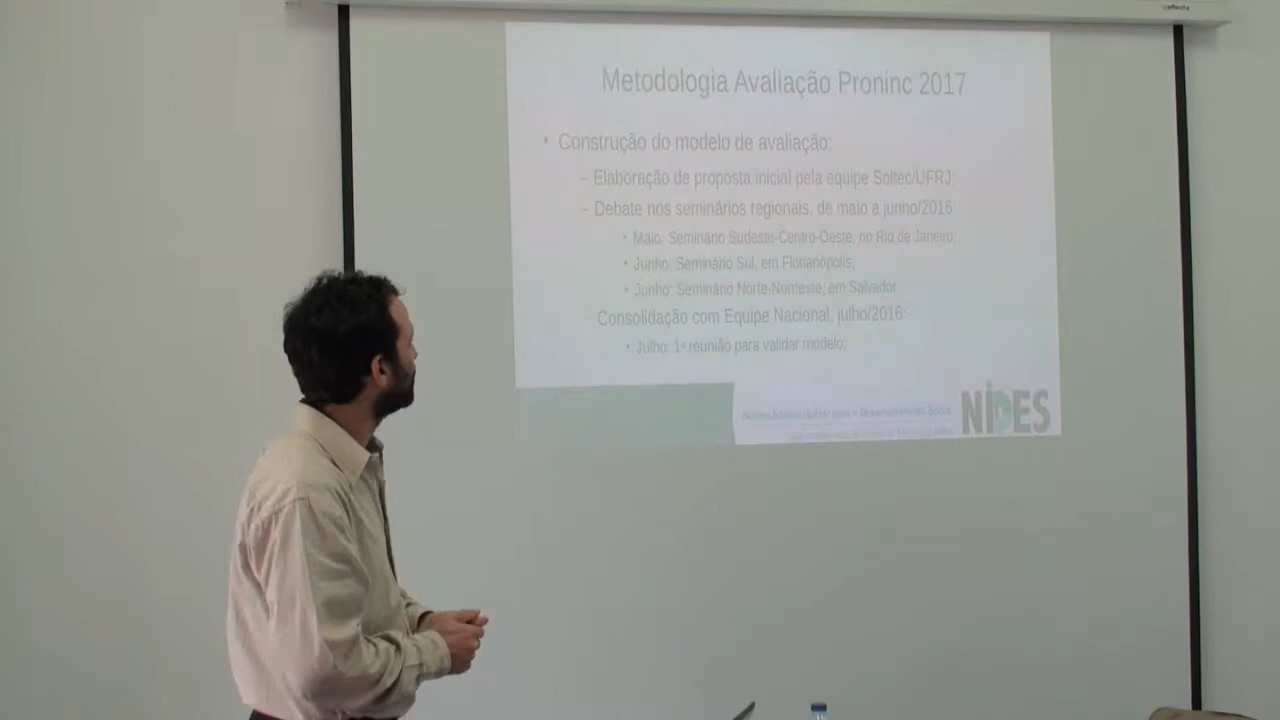 reflecta
Metodologia Avaliação Proninc 2017
• Construção do modelo de avaliação:
– Elaboração de proposta inicial pela equipe Soltec/UFRJ;
– Debate nos seminários regionais, de maio a junho/2016
• Maio: Seminário Sudeste-Centro-Oeste, no Rio de Janeiro;
• Junho: Seminário Sul, em Florianópolis;
• Junho: Seminário Norte-Nordeste, em Salvador
– Consolidação com Equipe Nacional, julho/2016:
• Julho: 1ª reunião para validar modelo;
Desenvolvimento Social
NIDES